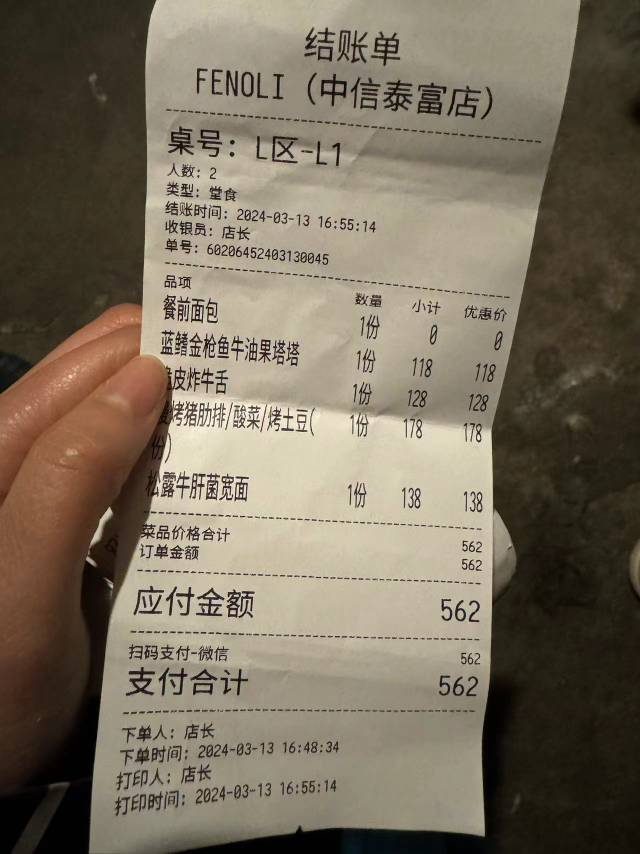 结账单
FENOLI (中信泰富店)
桌号: L区-L1
人数: 2
类型: 堂食
结账时间: 2024-03-13 16:55:14
收银员: 店长
单号: 60206452403130045
品项 数量 小计 优惠价
餐前面包 1份 0 0
蓝鳍金枪鱼牛油果塔塔 1份 118 118
皮炸牛舌 1份 128 128
烤猪肋排/酸菜/烤土豆( 1份 178 178
份)
松露牛肝菌宽面 1份 138 138
菜品价格合计 562
订单金额 562
应付金额 562
扫码支付-微信 562
支付合计 562
下单人: 店长
下单时间: 2024-03-13 16:48:34
打印人: 店长
打印时间: 2024-03-13 16:55:14